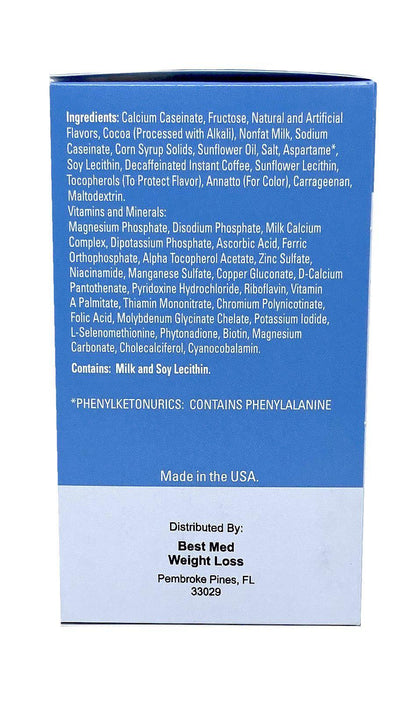 Ingredients: Calcium Caseinate, Fructose, Natural and Artificial
Flavors, Cocoa (Processed with Alkali), Nonfat Milk, Sodium
Caseinate, Corn Syrup Solids, Sunflower Oil, Salt, Aspartame*,
Soy Lecithin, Decaffeinated Instant Coffee, Sunflower Lecithin,
Tocopherols (To Protect Flavor), Annatto (For Color), Carrageenan,
Maltodextrin.
Vitamins and Minerals:
Magnesium Phosphate, Disodium Phosphate, Milk Calcium
Complex, Dipotassium Phosphate, Ascorbic Acid, Ferric
Orthophosphate, Alpha Tocopherol Acetate, Zinc Sulfate,
Niacinamide, Manganese Sulfate, Copper Gluconate, D-Calcium
Pantothenate, Pyridoxine Hydrochloride, Riboflavin, Vitamin
A Palmitate, Thiamin Mononitrate, Chromium Polynicotinate,
Folic Acid, Molybdenum Glycinate Chelate, Potassium Iodide,
L-Selenomethionine, Phytonadione, Biotin, Magnesium
Carbonate, Cholecalciferol, Cyanocobalamin.
Contains: Milk and Soy Lecithin.
*PHENYLKETONURICS: CONTAINS PHENYLALANINE
Made in the USA.
Distributed By:
Best Med
Weight Loss
Pembroke Pines, FL
33029